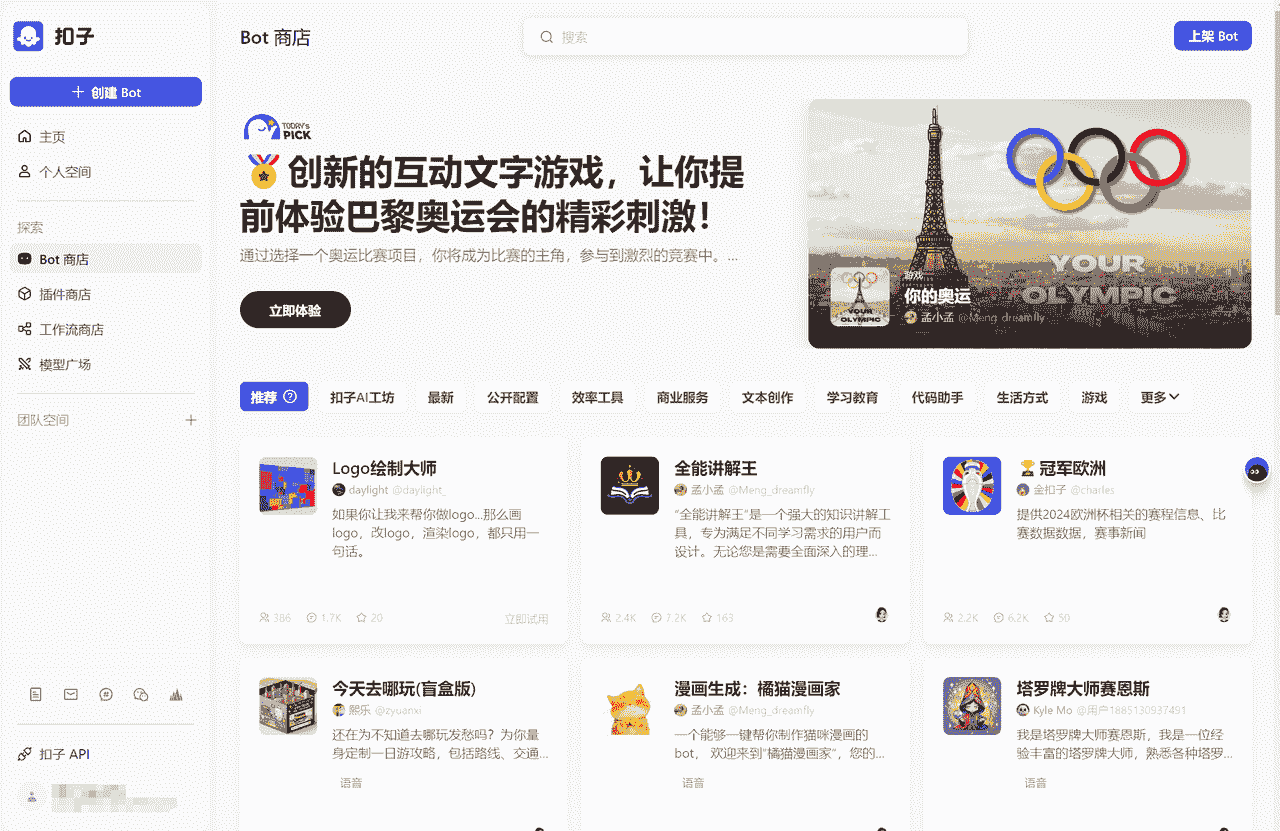 扣子
Bot 商店
搜索
上架 Bot
+ 创建 Bot
主页
个人空间
探索
Bot 商店
插件商店
工作流商店
模型广场
团队空间 +
TODAY's
PICK
创新的互动文字游戏，让你提
前体验巴黎奥运会的精彩刺激！
通过选择一个奥运比赛项目，你将成为比赛的主角，参与到激烈的竞赛中。...
立即体验
YOUR
OLYMPIC
YOUR
OLYMPIC
游戏
你的奥运
孟小孟 @Meng_dreamfly
推荐 扣子AI工坊 最新 公开配置 效率工具 商业服务 文本创作 学习教育 代码助手 生活方式 游戏 更多
Logo绘制大师
daylight @daylight_
如果你让我来帮你做logo...那么画
logo，改logo，渲染logo，都只用一
句话。
386 1.7K 20 立即试用
全能讲解王
孟小孟 @Meng_dreamfly
“全能讲解王”是一个强大的知识讲解工
具，专为满足不同学习需求的用户而
设计。无论您是需要全面深入的理...
2.4K 7.2K 163
冠军欧洲
金扣子 @charles
提供2024欧洲杯相关的赛程信息、比
赛数据数据，赛事新闻
2.2K 6.2K 50
今天去哪玩(盲盒版)
熙乐 @zyuanxi
还在为不知道去哪玩发愁吗？为你量
身定制一日游攻略，包括路线、交通...
语音
漫画生成：橘猫漫画家
孟小孟 @Meng_dreamfly
一个能够一键帮你制作猫咪漫画的
bot， 欢迎来到“橘猫漫画家”，您的...
语音
塔罗牌大师赛恩斯
Kyle Mo @用户1885130937491
我是塔罗牌大师赛恩斯，我是一位经
验丰富的塔罗牌大师，熟悉各种塔罗...
语音
扣子 API